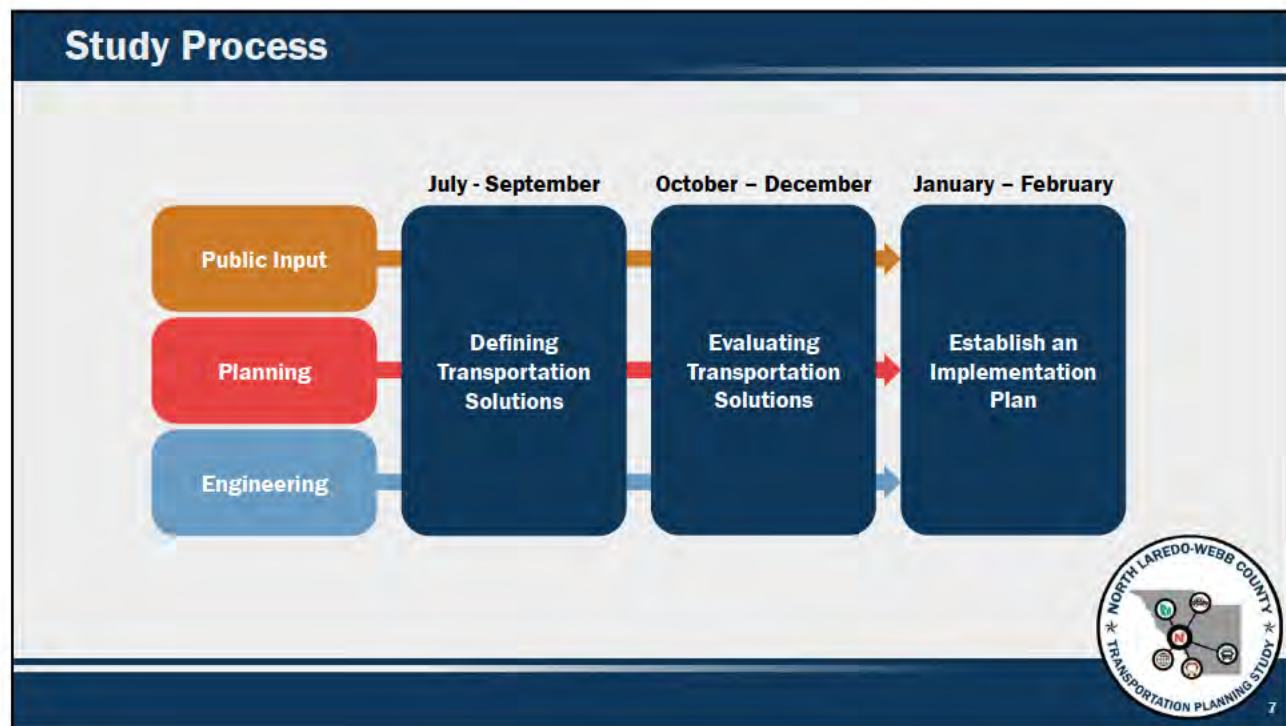 Study Process
July - September
October – December
January – February
Public Input
Planning
Engineering
Defining
Transportation
Solutions
Evaluating
Transportation
Solutions
Establish an
Implementation
Plan
NORTH LAREDO-WEBB COUNTY
TRANSPORTATION PLANNING STUDY
N
7